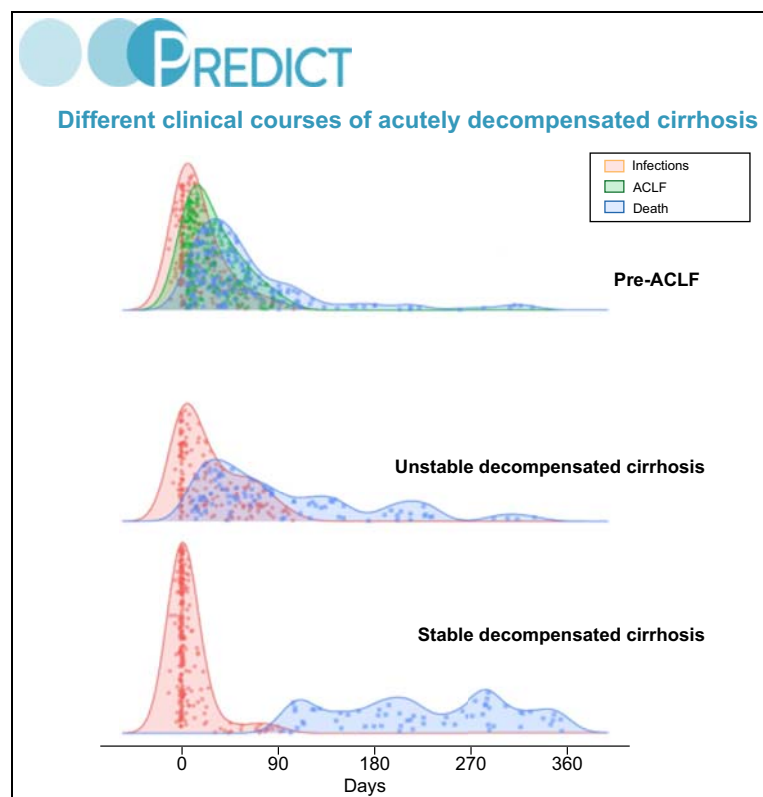 PREDICT
Different clinical courses of acutely decompensated cirrhosis
Infections
ACLF
Death
Pre-ACLF
Unstable decompensated cirrhosis
Stable decompensated cirrhosis
0 90 180 270 360
Days